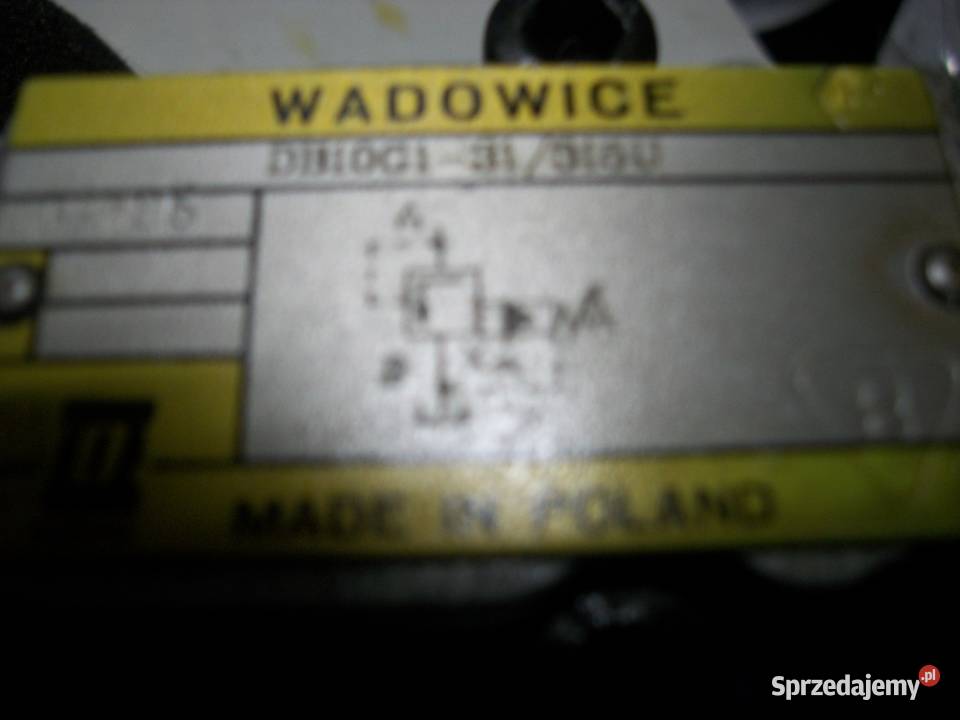 WADOWICE
DB10G1-31/315U
A
MADE IN POLAND
Sprzedajemy.pl